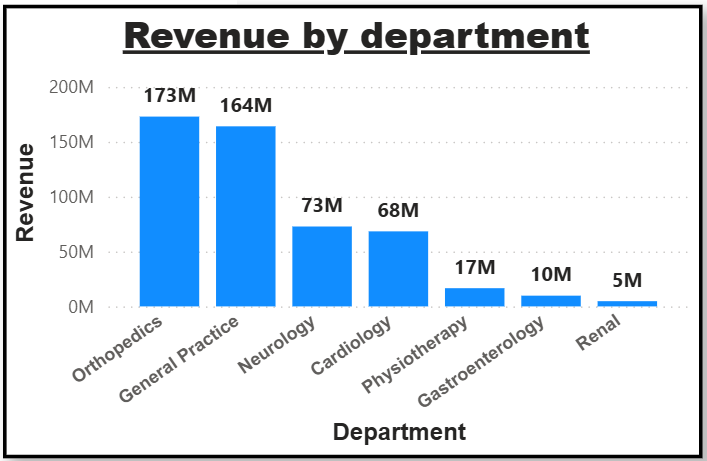 Revenue by department
200M
150M
100M
50M
0M
Revenue
173M
164M
73M
68M
17M
10M
5M
Orthopedics
General Practice
Neurology
Cardiology
Physiotherapy
Gastroenterology
Renal
Department